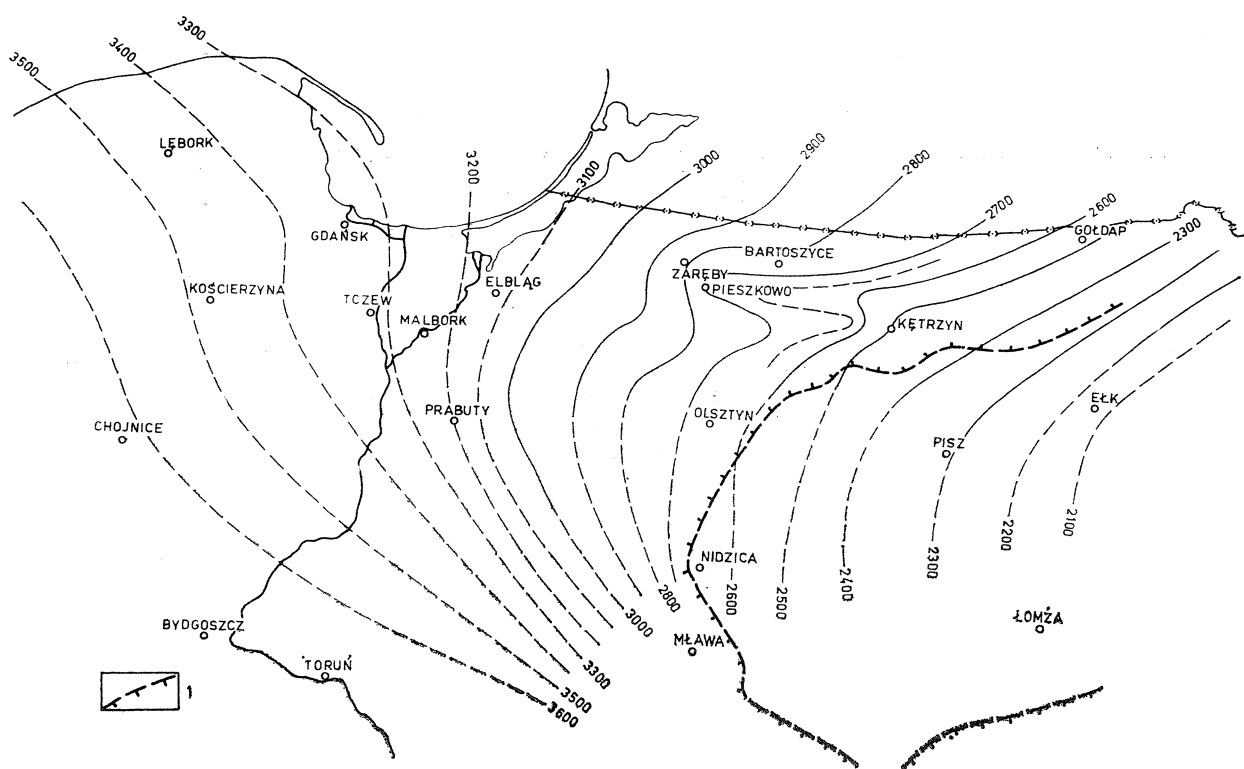 3300
3400
3500
3000
2900
2800
2700
2600
2300
3200
3100
LĘBORK
GDAŃSK
ELBLĄG
BARTOSZYCE
GOŁDAP
ZARĘBY
PIESZKOWO
KOŚCIERZYNA
TCZEW
MALBORK
KĘTRZYN
PRABUTY
OLSZTYN
EŁK
CHOJNICE
PISZ
2100
2200
2300
2400
2500
2600
2800
3000
3300
3500
3600
NIDZICA
MŁAWA
ŁOMŻA
BYDGOSZCZ
TORUŃ
1